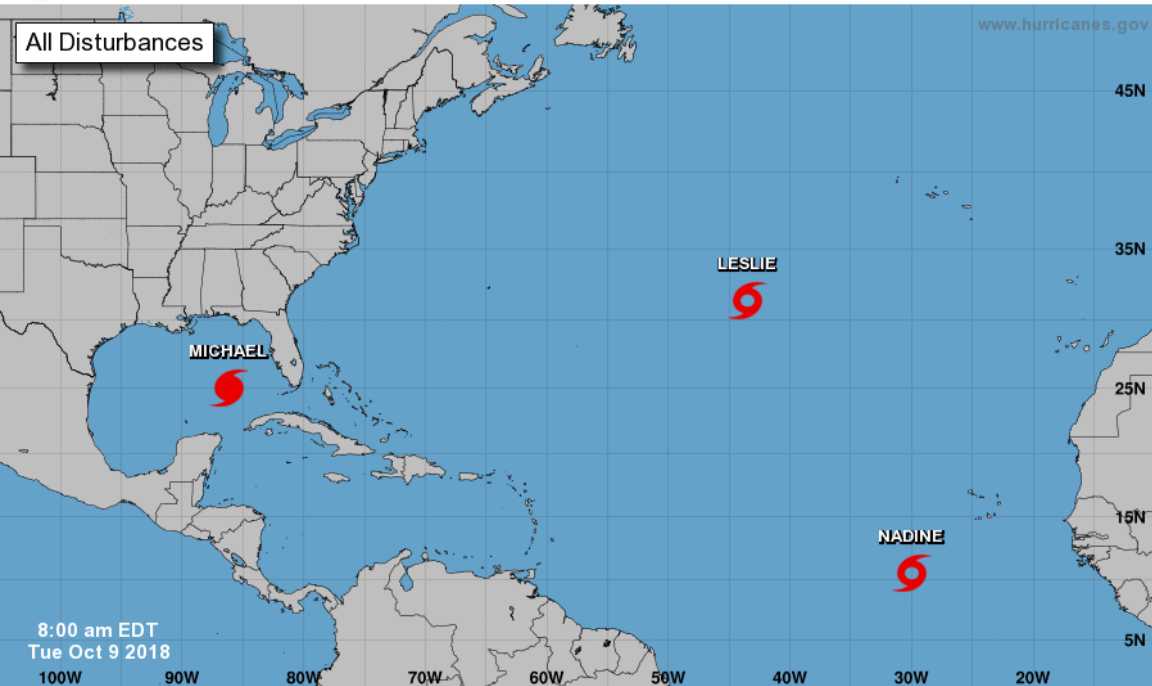 All Disturbances
www.hurricanes.gov
45N
35N
LESLIE
MICHAEL
25N
15N
NADINE
8:00 am EDT
Tue Oct 9 2018
5N
100W 90W 80W 70W 60W 50W 40W 30W 20W